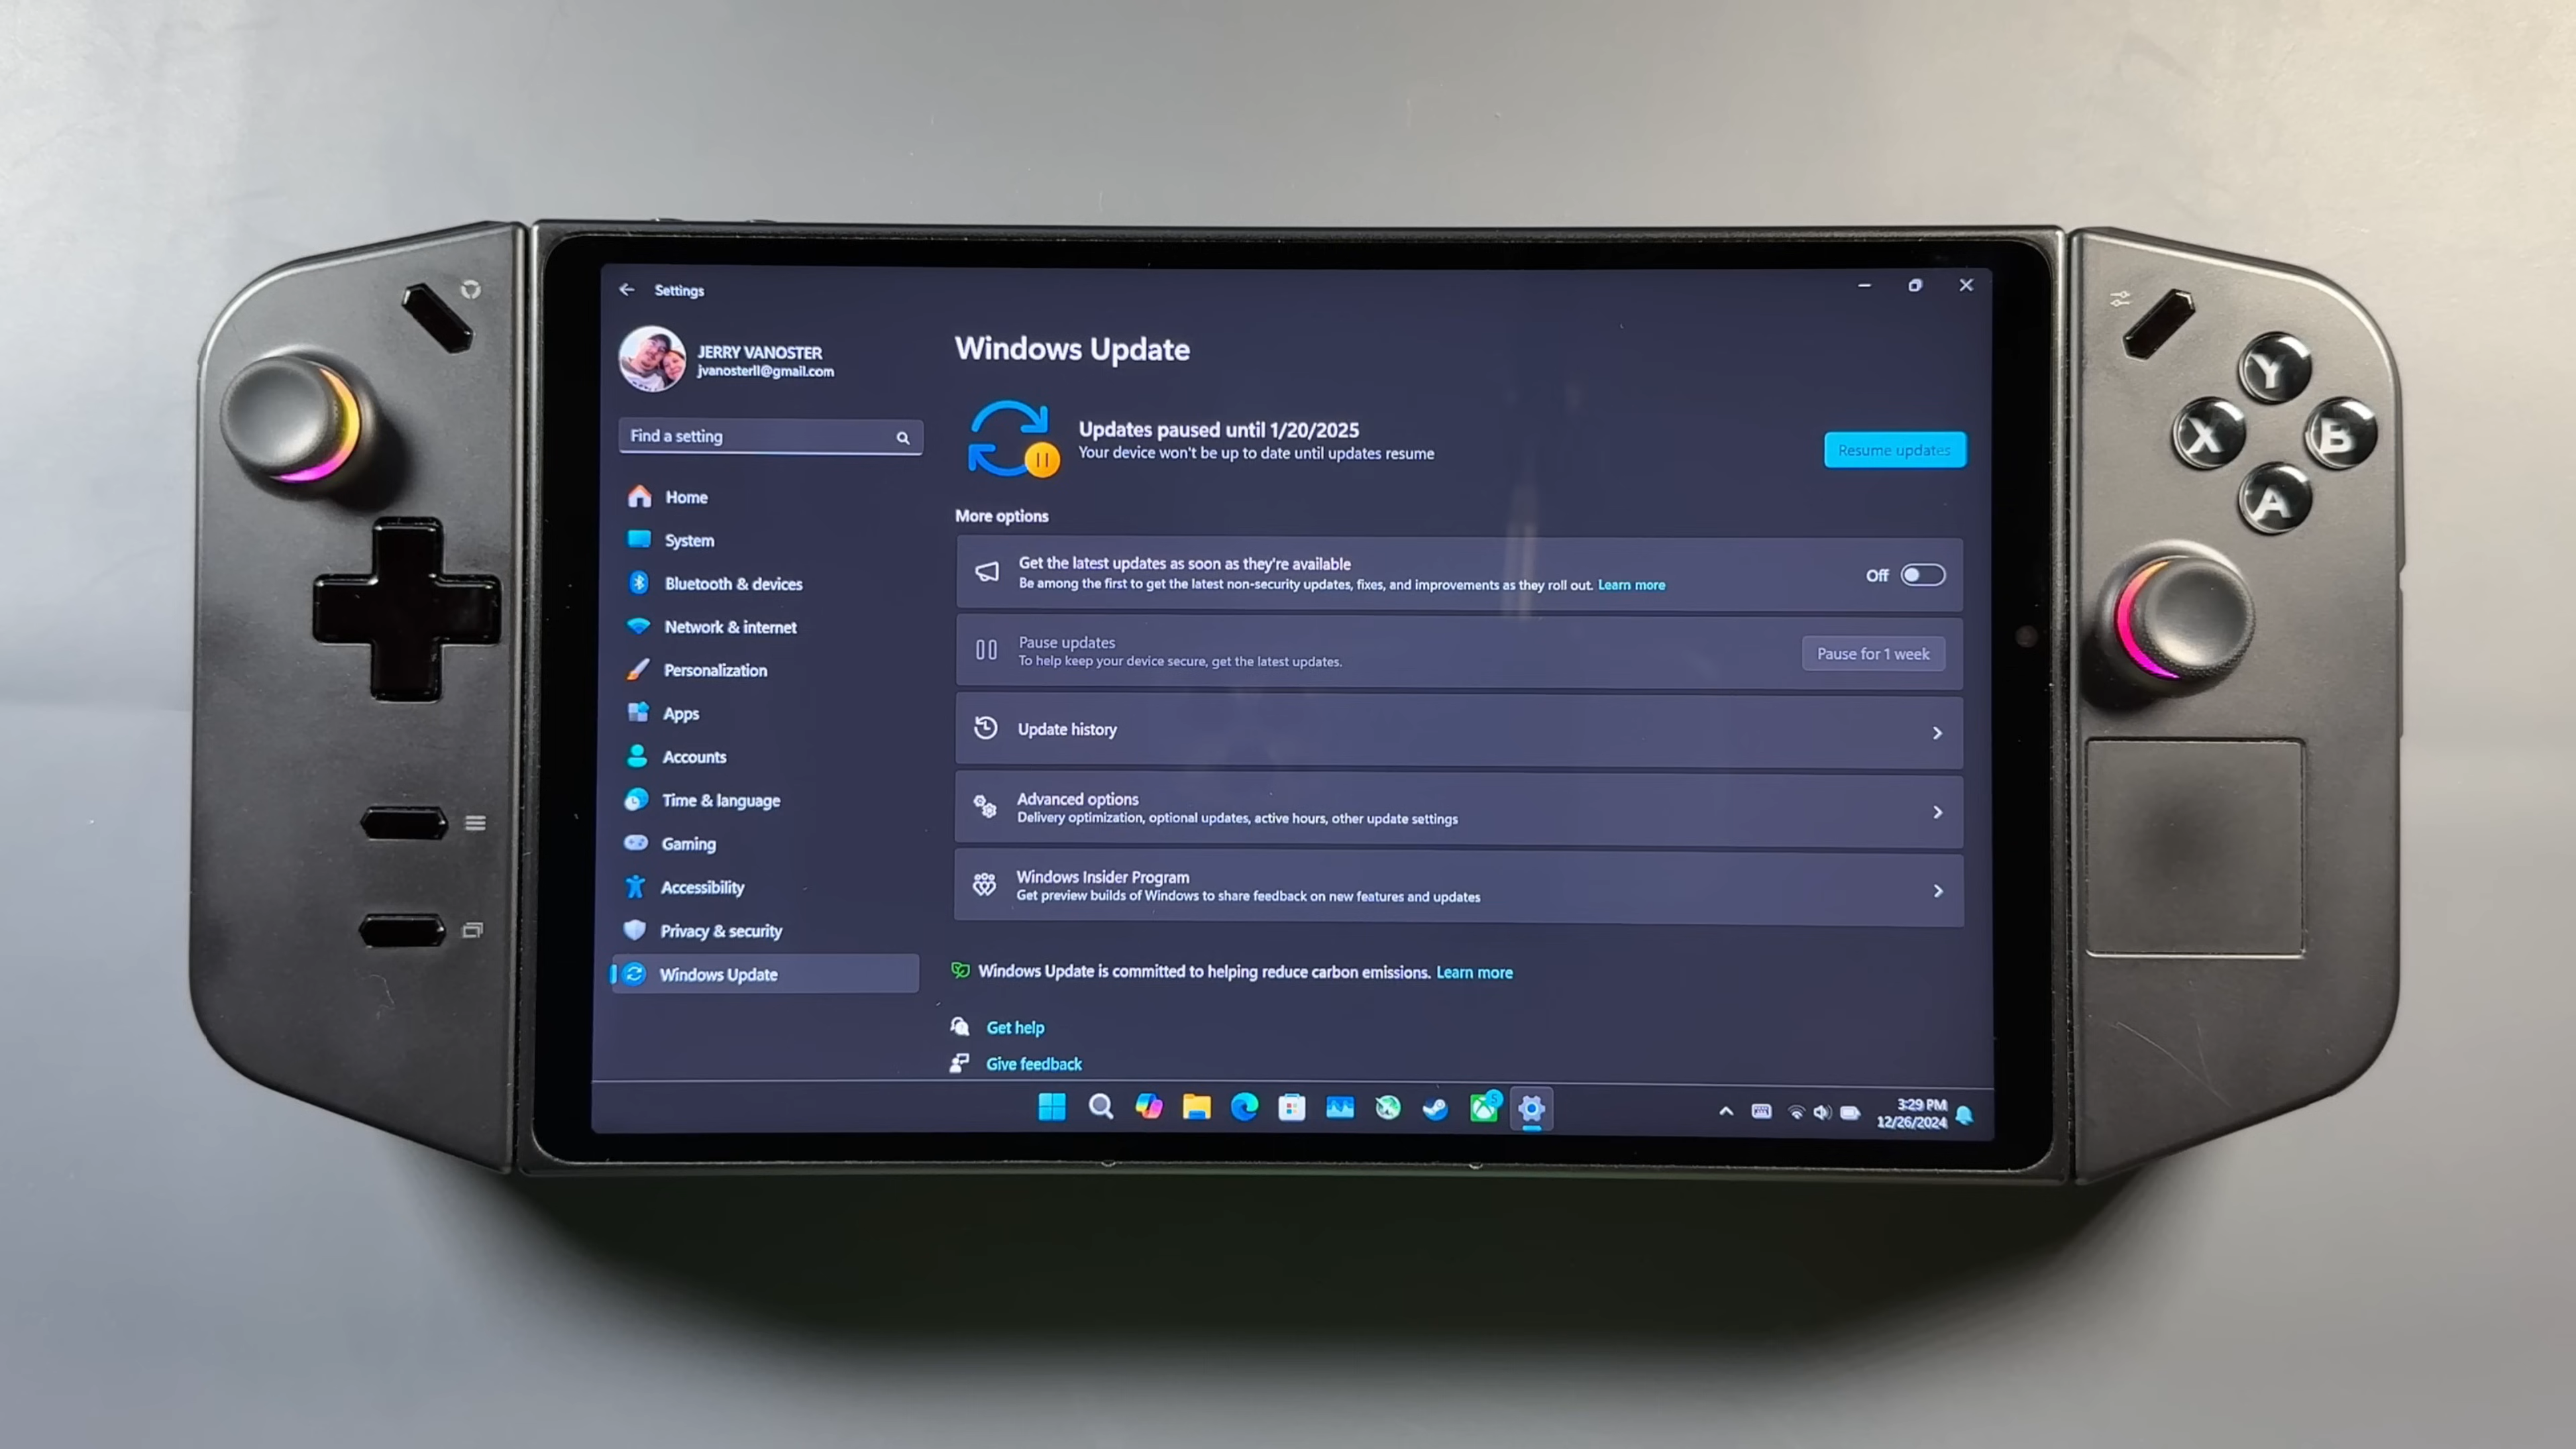 Settings
JERRY VANOSTER
jvanosterll@gmail.com
Find a setting
Home
System
Bluetooth & devices
Network & internet
Personalization
Apps
Accounts
Time & language
Gaming
Accessibility
Privacy & security
Windows Update
Windows Update
Updates paused until 1/20/2025
Your device won't be up to date until updates resume
Resume updates
More options
Get the latest updates as soon as they're available
Be among the first to get the latest non-security updates, fixes, and improvements as they roll out. Learn more
Off
Pause updates
To help keep your device secure, get the latest updates.
Pause for 1 week
Update history
Advanced options
Delivery optimization, optional updates, active hours, other update settings
Windows Insider Program
Get preview builds of Windows to share feedback on new features and updates
Windows Update is committed to helping reduce carbon emissions. Learn more
Get help
Give feedback
5
3:29 PM
12/26/2024
Y
X
B
A